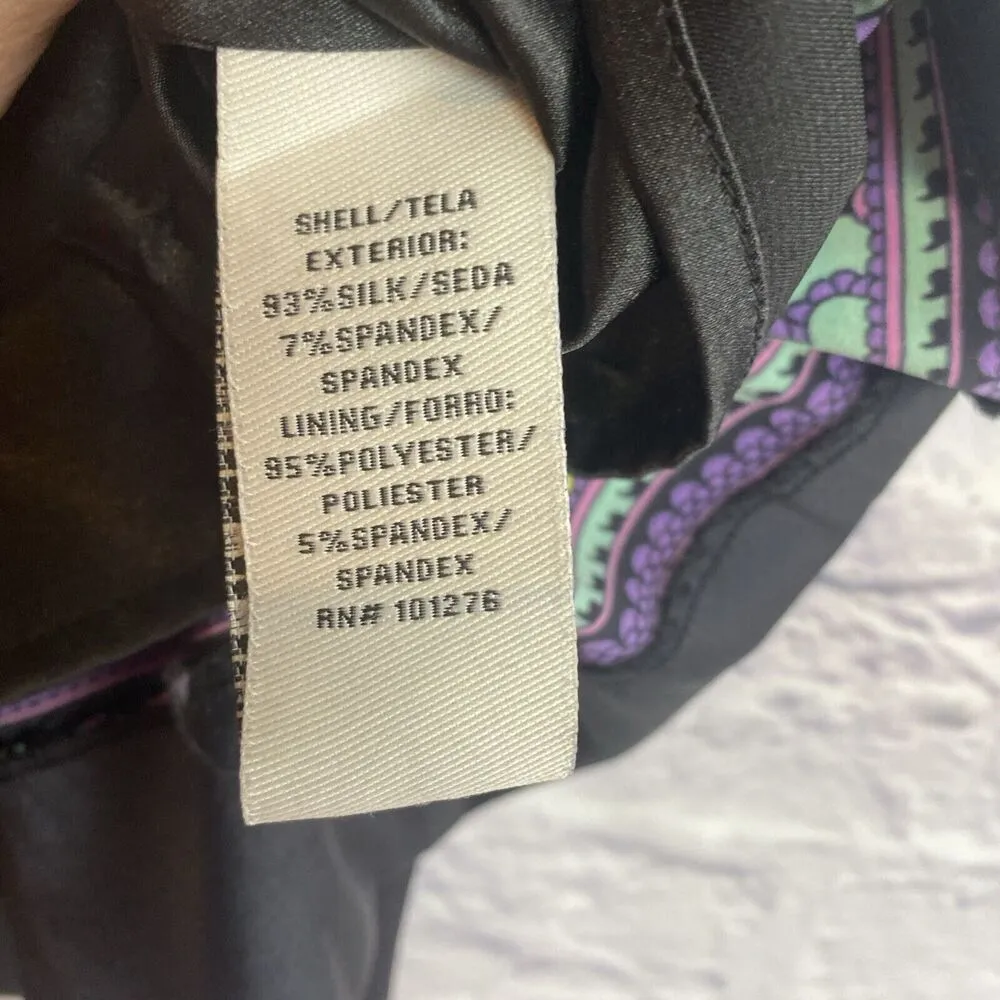 SHELL/TELA
EXTERIOR:
93%SILK/SEDA
7%SPANDEX/
SPANDEX
LINING/FORRO:
95%POLYESTER/
POLIESTER
5%SPANDEX/
SPANDEX
RN# 101276